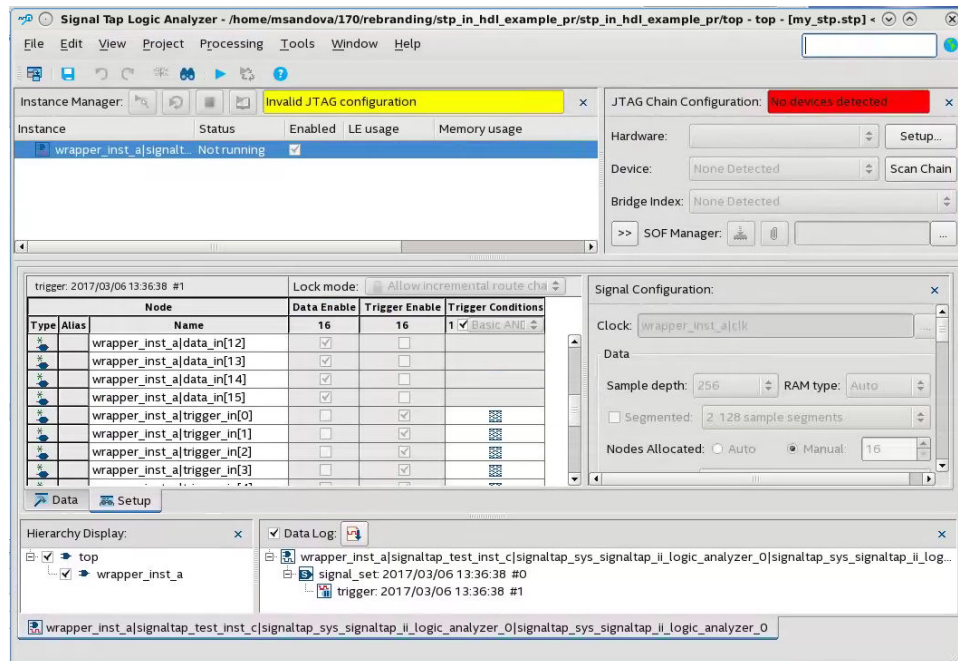 Signal Tap Logic Analyzer - /home/msandova/170/rebranding/stp_in_hdl_example_pr/stp_in_hdl_example_pr/top - top - [my_stp.stp] <
File Edit View Project Processing Tools Window Help
Instance Manager: Invalid JTAG configuration
Instance Status Enabled LE usage Memory usage
wrapper_inst_a|signalt... Not running
JTAG Chain Configuration: No devices detected
Hardware: Setup...
Device: None Detected Scan Chain
Bridge Index: None Detected
>> SOF Manager: ...
trigger: 2017/03/06 13:36:38 #1 Lock mode: Allow incremental route cha
Node Data Enable Trigger Enable Trigger Conditions
Type Alias Name 16 16 1 Basic AND
wrapper_inst_a|data_in[12]
wrapper_inst_a|data_in[13]
wrapper_inst_a|data_in[14]
wrapper_inst_a|data_in[15]
wrapper_inst_a|trigger_in[0]
wrapper_inst_a|trigger_in[1]
wrapper_inst_a|trigger_in[2]
wrapper_inst_a|trigger_in[3]
Data Setup
Signal Configuration:
Clock: wrapper_inst_a|clk ...
Data
Sample depth: 256 RAM type: Auto
Segmented: 2 128 sample segments
Nodes Allocated: Auto Manual: 16
Hierarchy Display:
top
wrapper_inst_a
Data Log:
wrapper_inst_a|signaltap_test_inst_c|signaltap_sys_signaltap_ii_logic_analyzer_0|signaltap_sys_signaltap_ii_log...
signal_set: 2017/03/06 13:36:38 #0
trigger: 2017/03/06 13:36:38 #1
wrapper_inst_a|signaltap_test_inst_c|signaltap_sys_signaltap_ii_logic_analyzer_0|signaltap_sys_signaltap_ii_logic_analyzer_0